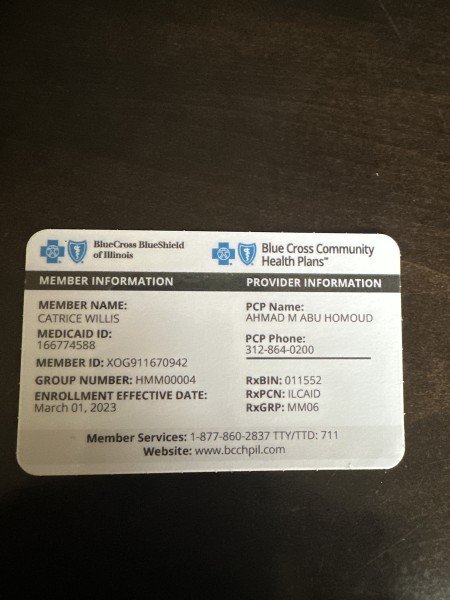 BlueCross BlueShield
of Illinois
Blue Cross Community
Health Plans℠
MEMBER INFORMATION
MEMBER NAME:
CATRICE WILLIS
MEDICAID ID:
166774588
MEMBER ID: XOG911670942
GROUP NUMBER: HMM00004
ENROLLMENT EFFECTIVE DATE:
March 01, 2023
PROVIDER INFORMATION
PCP Name:
AHMAD M ABU HOMOUD
PCP Phone:
312-864-0200
RxBIN: 011552
RxPCN: ILCAID
RxGRP: MM06
Member Services: 1-877-860-2837 TTY/TTD: 711
Website: www.bcchpil.com